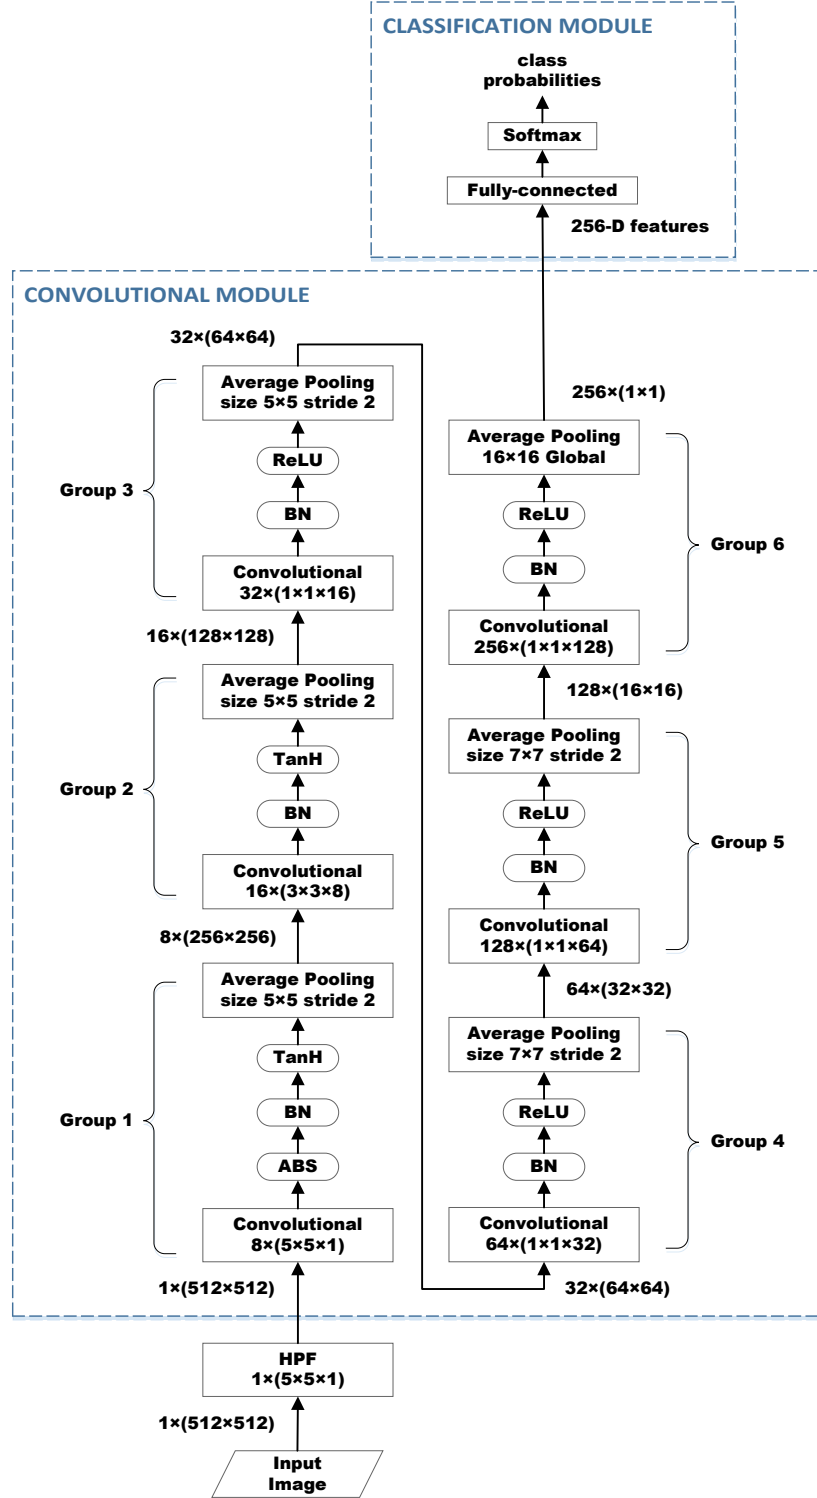 CLASSIFICATION MODULE
class
probabilities
Softmax
Fully-connected
256-D features
CONVOLUTIONAL MODULE
32×(64×64)
Average Pooling
size 5×5 stride 2
ReLU
Group 3
BN
Convolutional
32×(1×1×16)
16×(128×128)
Average Pooling
size 5×5 stride 2
TanH
Group 2
BN
Convolutional
16×(3×3×8)
8×(256×256)
Average Pooling
size 5×5 stride 2
TanH
BN
Group 1
ABS
Convolutional
8×(5×5×1)
1×(512×512)
HPF
1×(5×5×1)
1×(512×512)
Input
Image
256×(1×1)
Average Pooling
16×16 Global
ReLU
Group 6
BN
Convolutional
256×(1×1×128)
128×(16×16)
Average Pooling
size 7×7 stride 2
ReLU
Group 5
BN
Convolutional
128×(1×1×64)
64×(32×32)
Average Pooling
size 7×7 stride 2
ReLU
Group 4
BN
Convolutional
64×(1×1×32)
32×(64×64)